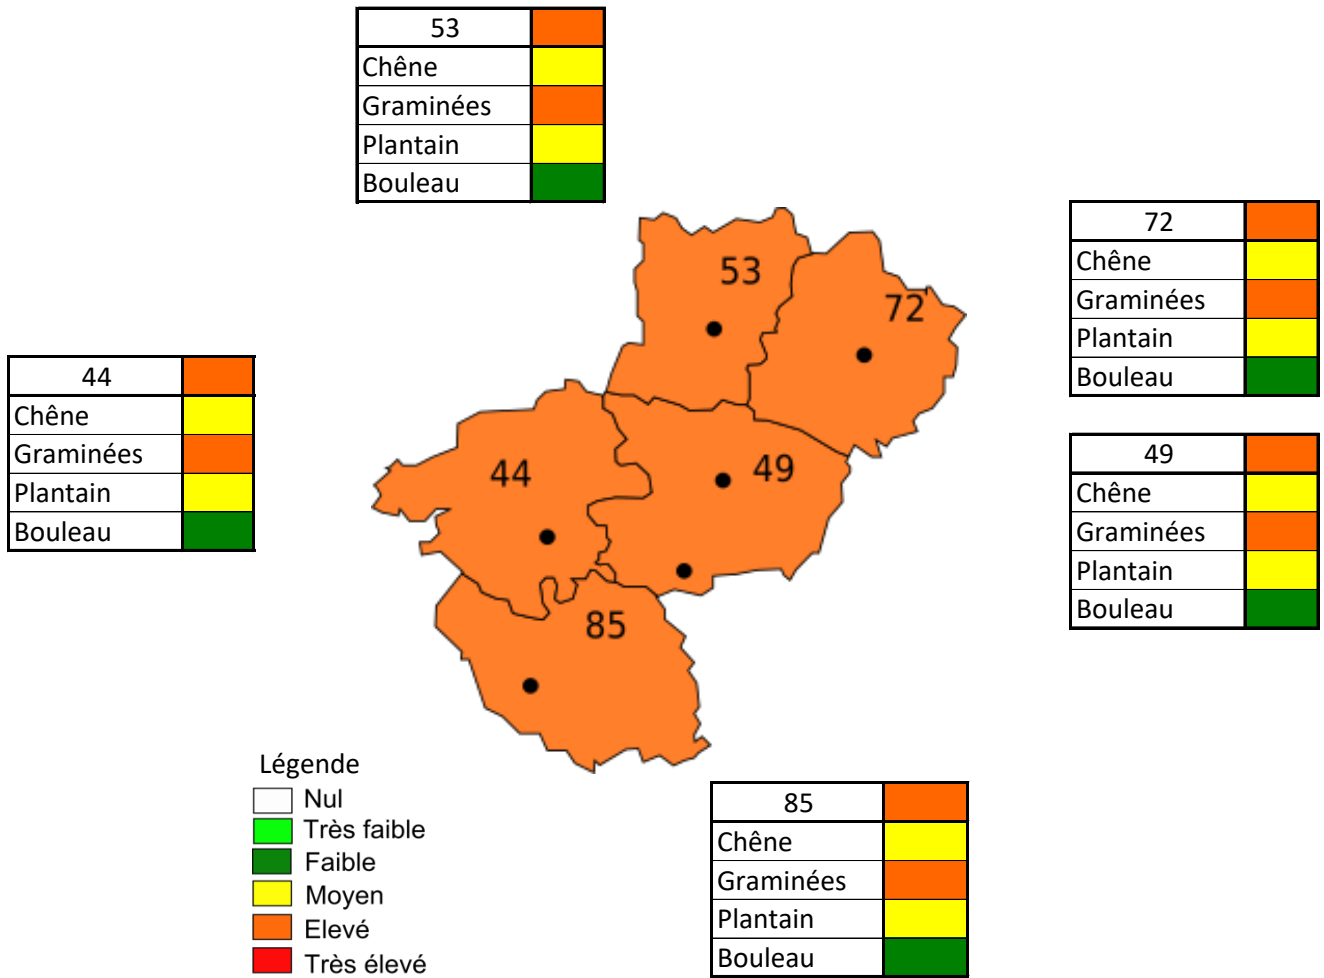 53
Chêne
Graminées
Plantain
Bouleau
72
Chêne
Graminées
Plantain
Bouleau
53
72
44
Chêne
Graminées
Plantain
Bouleau
44
49
49
Chêne
Graminées
Plantain
Bouleau
85
Légende
Nul
Très faible
Faible
Moyen
Elevé
Très élevé
85
Chêne
Graminées
Plantain
Bouleau